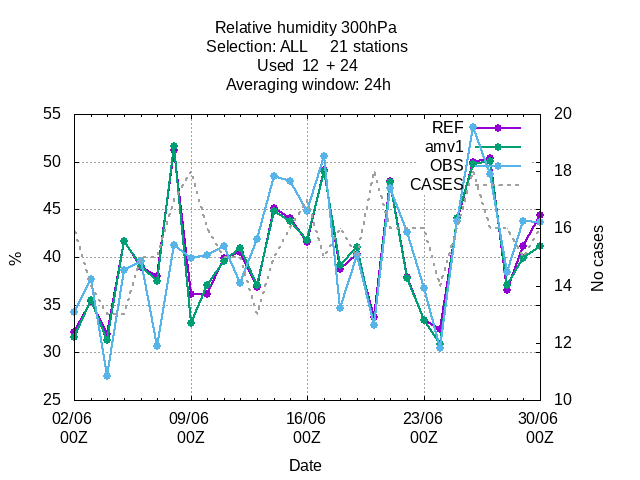 Relative humidity 300hPa
Selection: ALL 21 stations
Used 12 + 24
Averaging window: 24h
55 20
REF
amv1
50 OBS 18
CASES
45 16
40
% No cases
14
35
12
30
25 10
02/06 09/06 16/06 23/06 30/06
00Z 00Z 00Z 00Z 00Z
Date